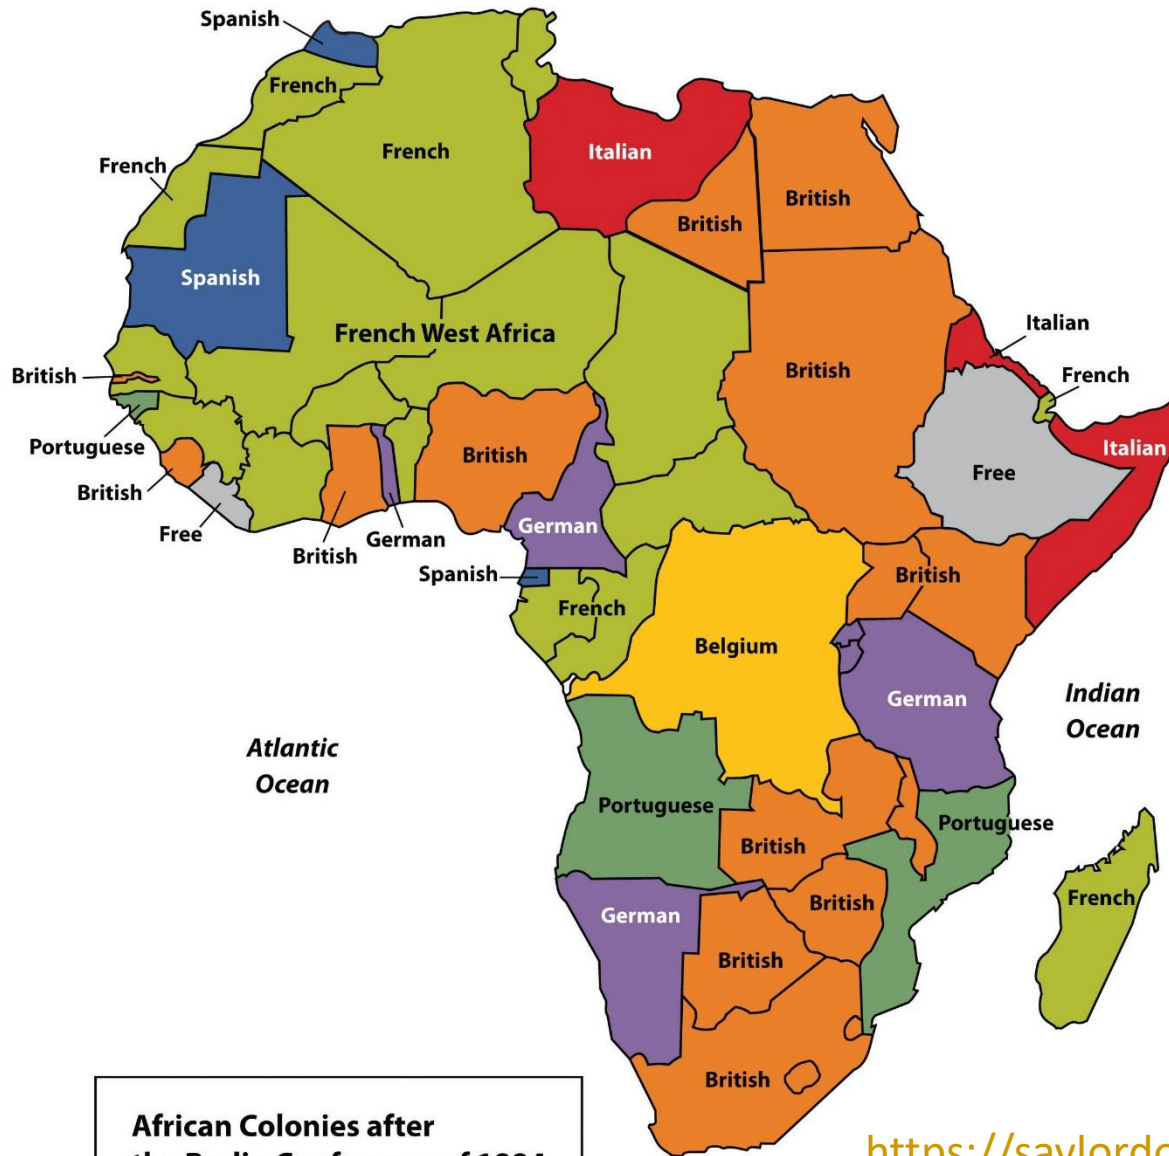 Spanish
French
French
French
Italian
British
British
Spanish
French West Africa
British
Italian
French
British
Portuguese
British
Free
British
German
British
German
Spanish
French
Free
Italian
British
Belgium
German
Indian
Ocean
Atlantic
Ocean
Portuguese
Portuguese
British
British
French
German
British
British
African Colonies after